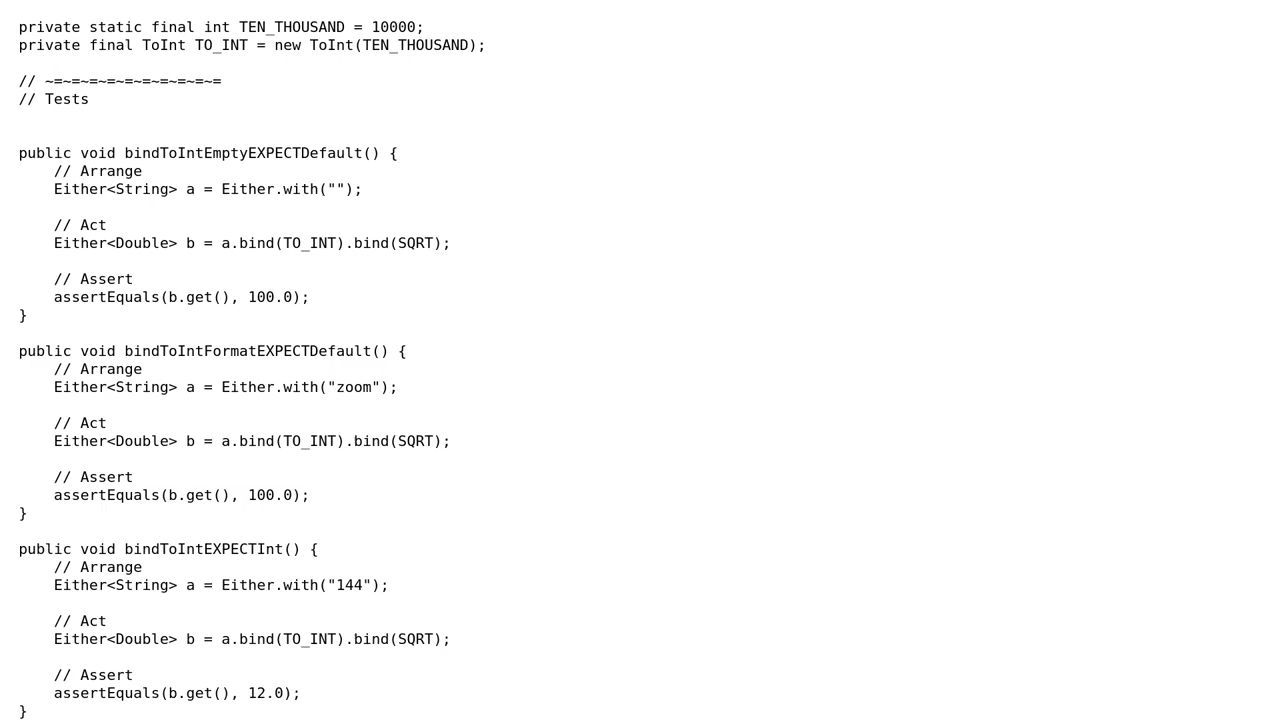 private static final int TEN_THOUSAND = 10000;
private final ToInt TO_INT = new ToInt(TEN_THOUSAND);
// ~=~=~=~=~=~=~=~=~=~=
// Tests
public void bindToIntEmptyEXPECTDefault() {
    // Arrange
    Either<String> a = Either.with("");
    // Act
    Either<Double> b = a.bind(TO_INT).bind(SQRT);
    // Assert
    assertEquals(b.get(), 100.0);
}
public void bindToIntFormatEXPECTDefault() {
    // Arrange
    Either<String> a = Either.with("zoom");
    // Act
    Either<Double> b = a.bind(TO_INT).bind(SQRT);
    // Assert
    assertEquals(b.get(), 100.0);
}
public void bindToIntEXPECTInt() {
    // Arrange
    Either<String> a = Either.with("144");
    // Act
    Either<Double> b = a.bind(TO_INT).bind(SQRT);
    // Assert
    assertEquals(b.get(), 12.0);
}